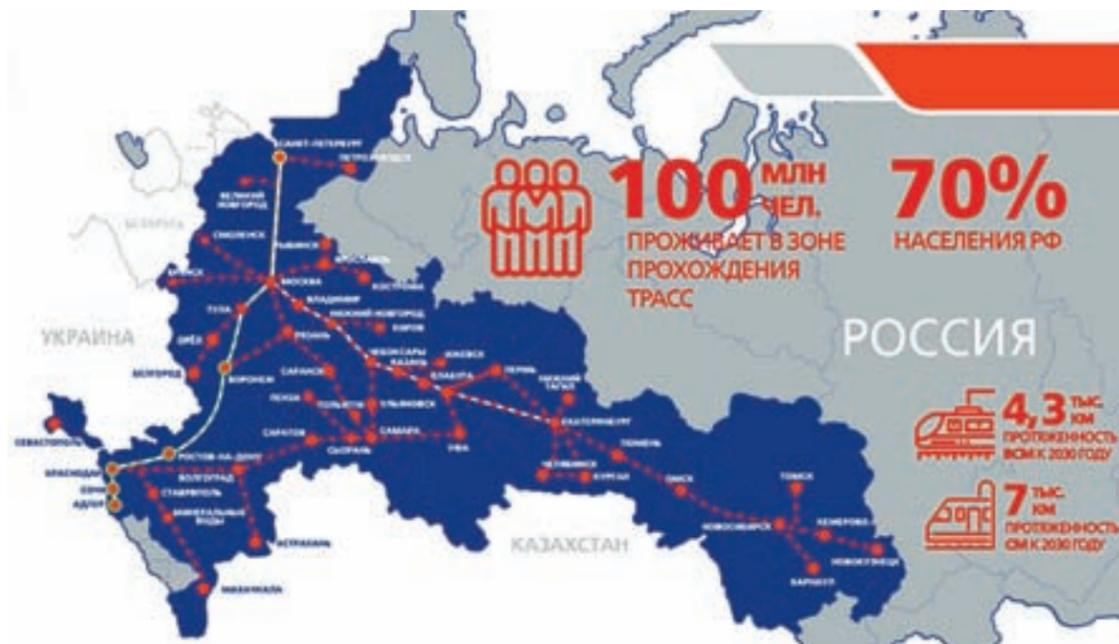 САНКТ-ПЕТЕРБУРГ
ПЕТРОЗАВОДСК
ВЕЛИКИЙ
НОВГОРОД
БЕЛАРУСЬ
СМОЛЕНСК
РЫБИНСК
ЯРОСЛАВЛЬ
БРЯНСК
МОСКВА
КОСТРОМА
ВЛАДИМИР
ТУЛА
НИЖНИЙ НОВГОРОД
КИРОВ
УКРАИНА
ОРЁЛ
РЯЗАНЬ
ЧЕБОКСАРЫ
КАЗАНЬ
ИЖЕВСК
ЕЛАБУГА
ПЕРМЬ
БЕЛГОРОД
ВОРОНЕЖ
САРАНСК
НИЖНИЙ
ТАГИЛ
ПЕНЗА
ТОЛЬЯТТИ
УЛЬЯНОВСК
ЕКАТЕРИНБУРГ
СЕВАСТОПОЛЬ
САРАТОВ
САМАРА
СЫЗРАНЬ
УФА
ТЮМЕНЬ
РОСТОВ-НА-ДОНУ
КРАСНОДАР
ВОЛГОГРАД
ЧЕЛЯБИНСК
КУРГАН
ОМСК
ТОМСК
СОЧИ
АДЛЕР
СТАВРОПОЛЬ
МИНЕРАЛЬНЫЕ
ВОДЫ
НОВОСИБИРСК
КЕМЕРОВО
АСТРАХАНЬ
КАЗАХСТАН
НОВОКУЗНЕЦК
БАРНАУЛ
МАХАЧКАЛА
100 МЛН
ЧЕЛ.
ПРОЖИВАЕТ В ЗОНЕ
ПРОХОЖДЕНИЯ
ТРАСС
70%
НАСЕЛЕНИЯ РФ
РОССИЯ
4,3 ТЫС.
КМ
ПРОТЯЖЕННОСТЬ
ВСМ К 2030 ГОДУ
7 ТЫС.
КМ
ПРОТЯЖЕННОСТЬ
СМ К 2030 ГОДУ